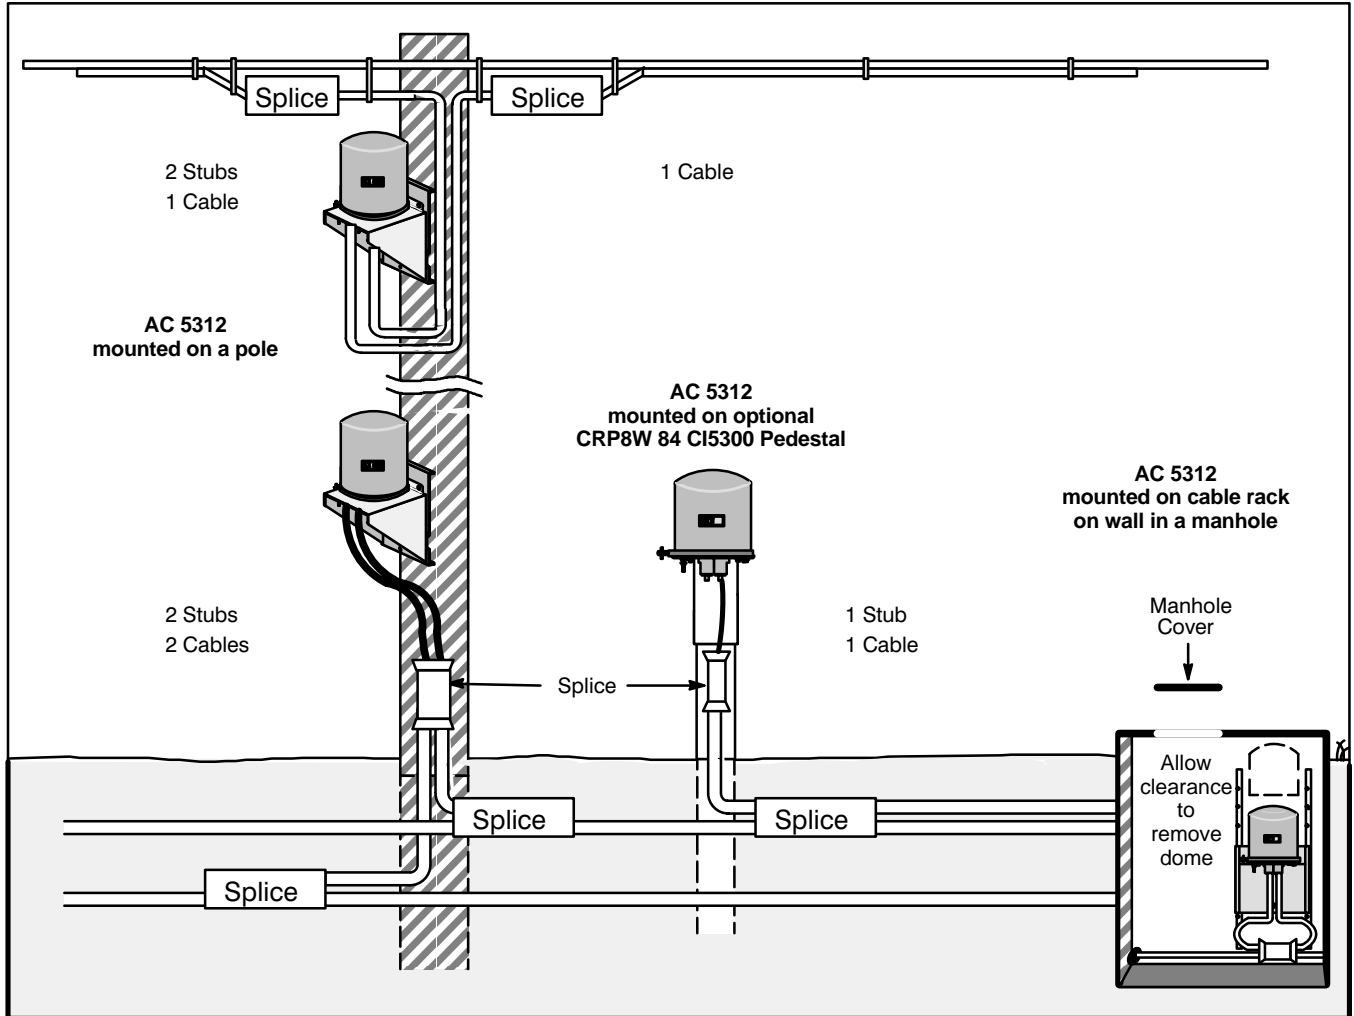 Splice
Splice
2 Stubs
1 Cable
1 Cable
AC 5312
mounted on a pole
AC 5312
mounted on optional
CRP8W 84 CI5300 Pedestal
AC 5312
mounted on cable rack
on wall in a manhole
2 Stubs
2 Cables
1 Stub
1 Cable
Manhole
Cover
Splice
Allow
clearance
to
remove
dome
Splice
Splice
Splice